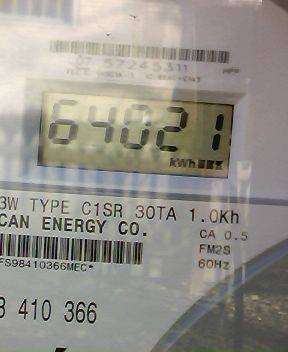 07 57245311
64021
kWh
3W TYPE C1SR 30TA 1.0Kh
CAN ENERGY CO.
CA 0.5
FM2S
60Hz
FS98410366MEC*
8 410 366